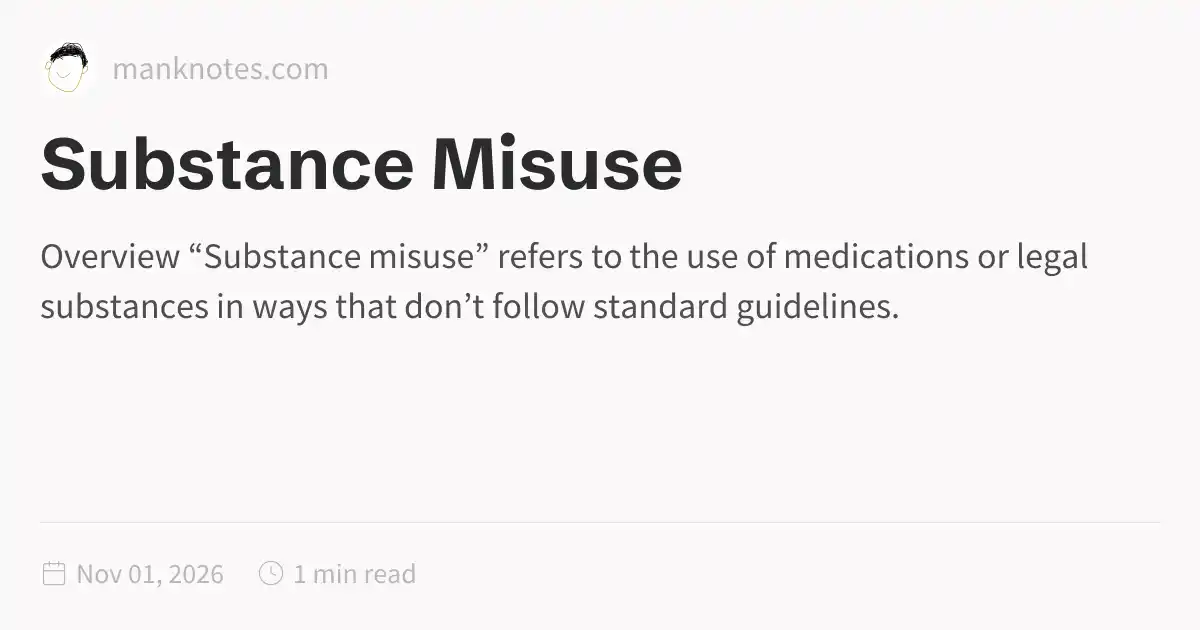 manknotes.com
Substance Misuse
Overview “Substance misuse” refers to the use of medications or legal
substances in ways that don’t follow standard guidelines.
Nov 01, 2026 1 min read